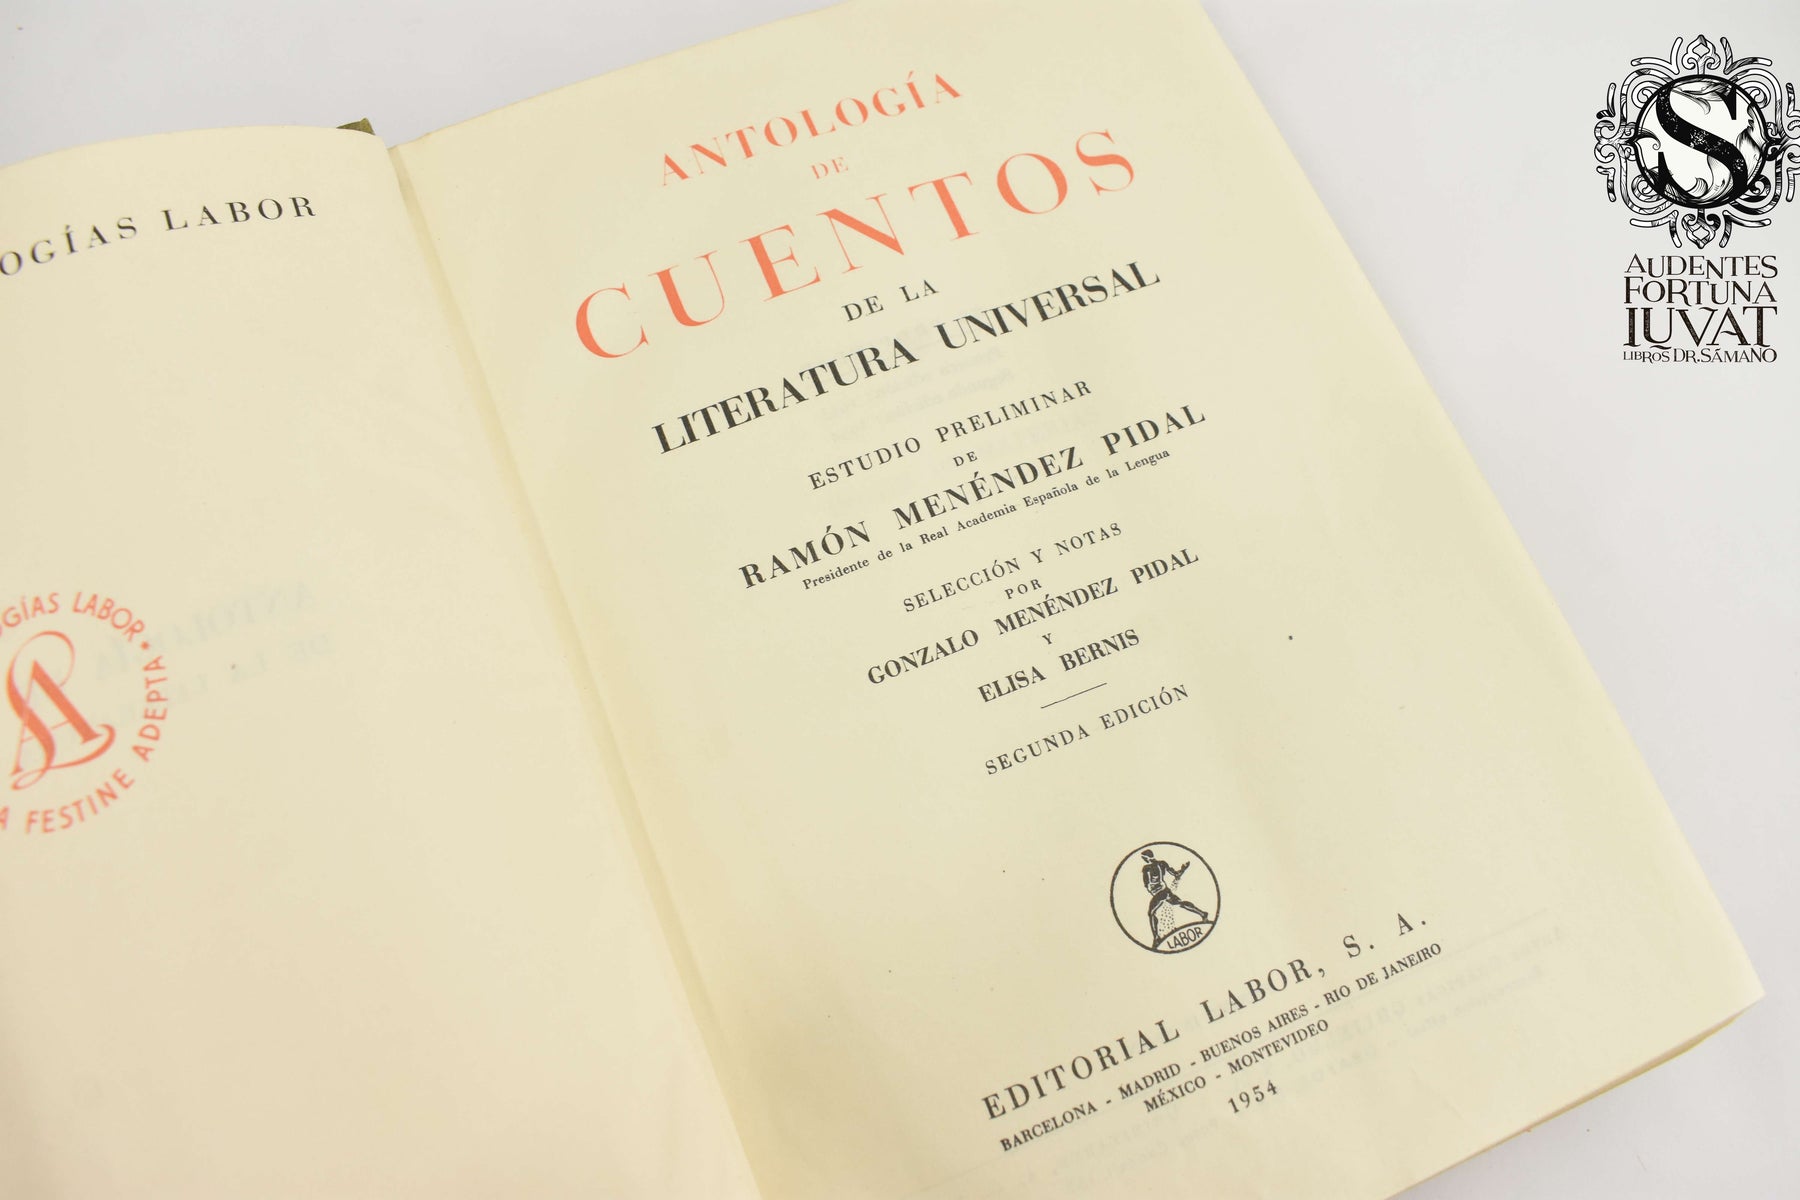 OGÍAS LABOR
OGÍAS LABOR · 
FESTINE ADEPTA
ANTOLOGÍA
DE
CUENTOS
DE LA
LITERATURA UNIVERSAL
ESTUDIO PRELIMINAR
DE
RAMÓN MENÉNDEZ PIDAL
Presidente de la Real Academia Española de la Lengua
SELECCIÓN Y NOTAS
POR
GONZALO MENÉNDEZ PIDAL
Y
ELISA BERNIS
SEGUNDA EDICIÓN
LABOR
EDITORIAL LABOR, S. A.
BARCELONA - MADRID - BUENOS AIRES - RIO DE JANEIRO
MÉXICO - MONTEVIDEO
1954
S
AUDENTES
FORTUNA
IUVAT
LIBROS DR. SÁMANO